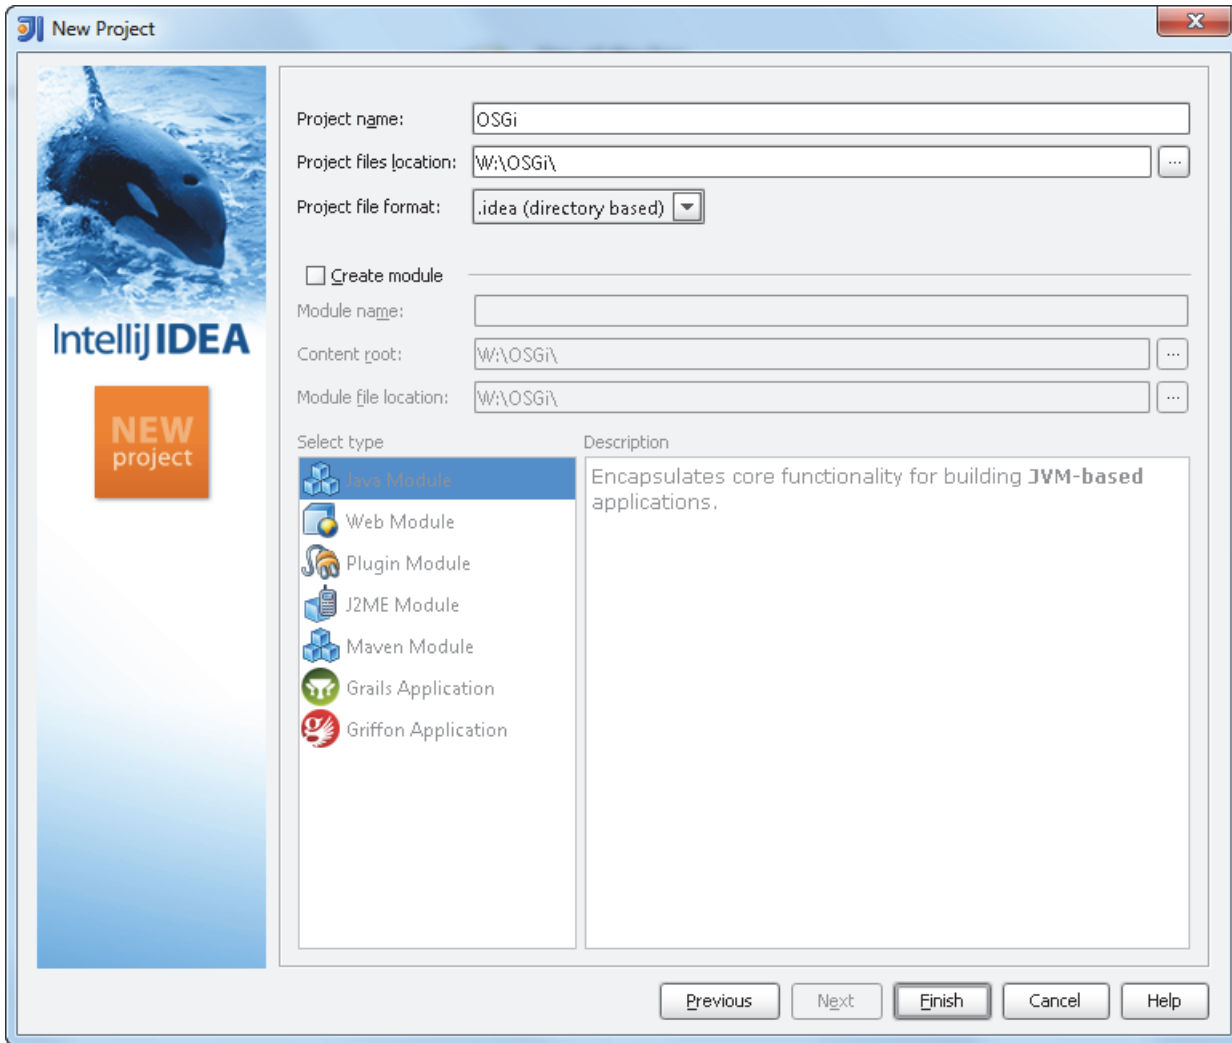 New Project
Project name:
OSGi
Project files location:
W:\OSGi\
...
Project file format:
.idea (directory based)
Create module
Module name:
Content root:
W:\OSGi\
...
Module file location:
W:\OSGi\
...
IntelliJ IDEA
NEW
project
Select type
Description
Java Module
Web Module
Plugin Module
J2ME Module
Maven Module
Grails Application
Griffon Application
Encapsulates core functionality for building JVM-based
applications.
Previous
Next
Finish
Cancel
Help